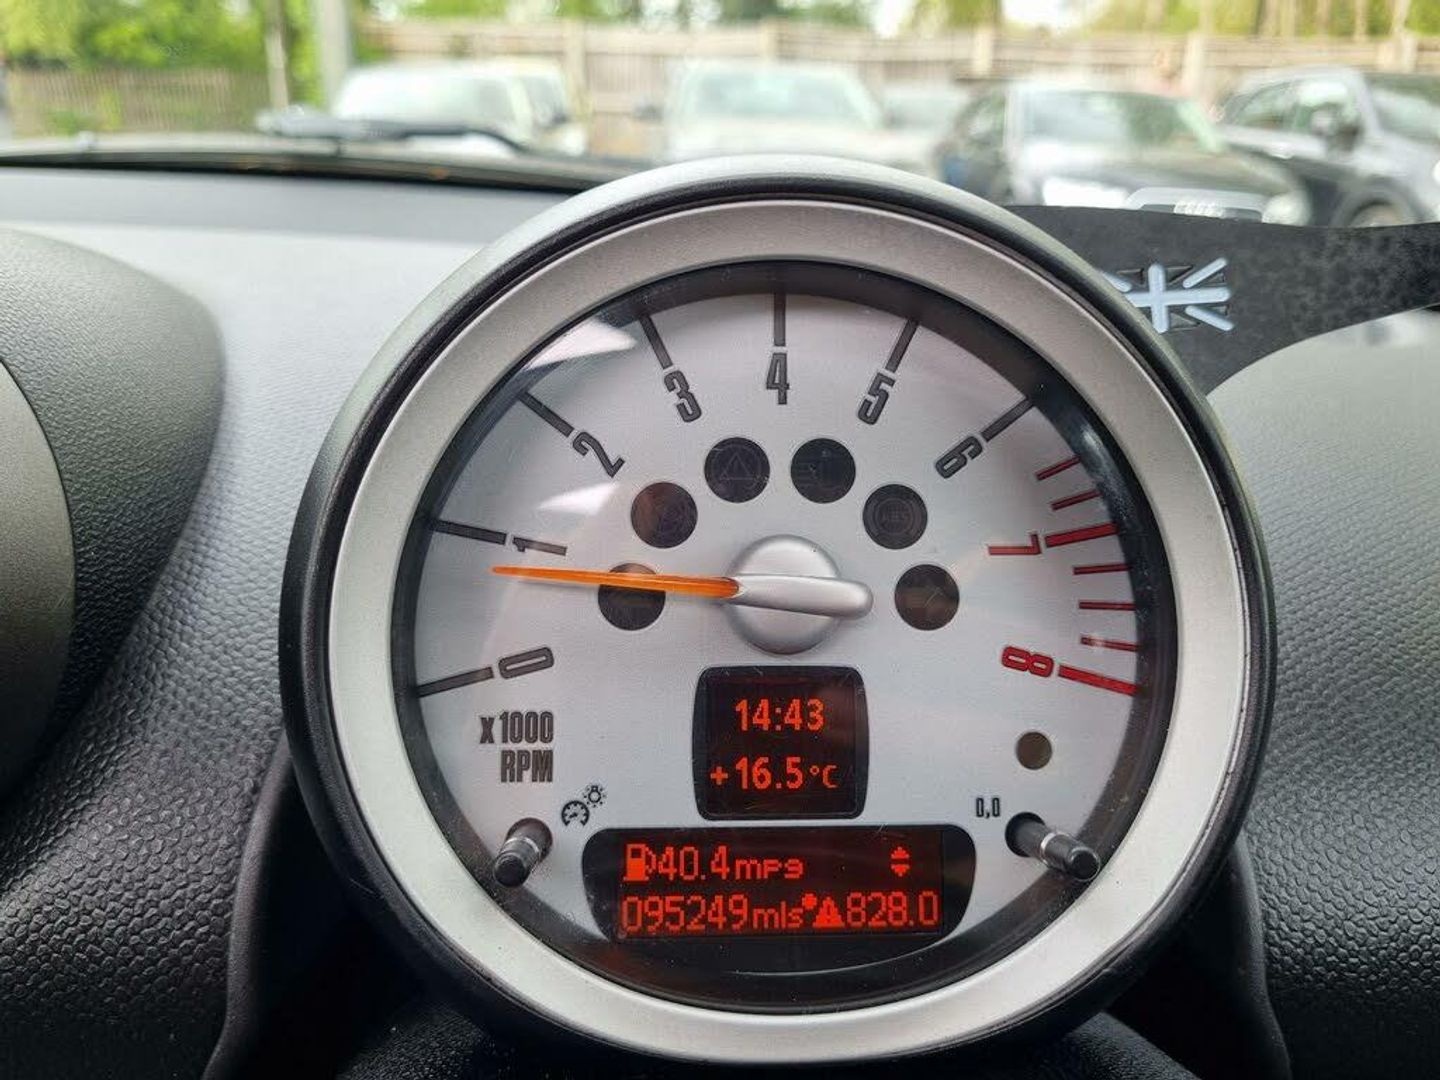 0 1 2 3 4 5 6 7 8
ABS
x1000
RPM
14:43
+16.5°C
0,0
40.4mpg
095249mls 828.0